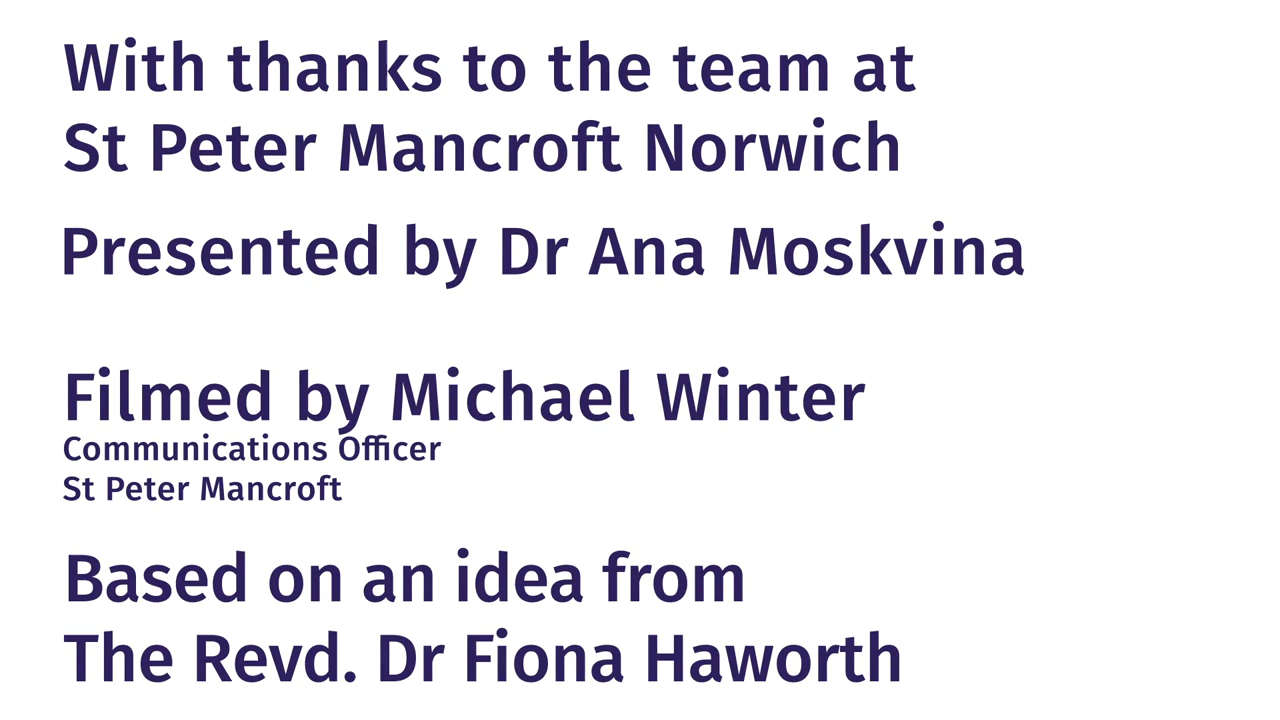 With thanks to the team at
St Peter Mancroft Norwich
Presented by Dr Ana Moskvina
Filmed by Michael Winter
Communications Officer
St Peter Mancroft
Based on an idea from
The Revd. Dr Fiona Haworth